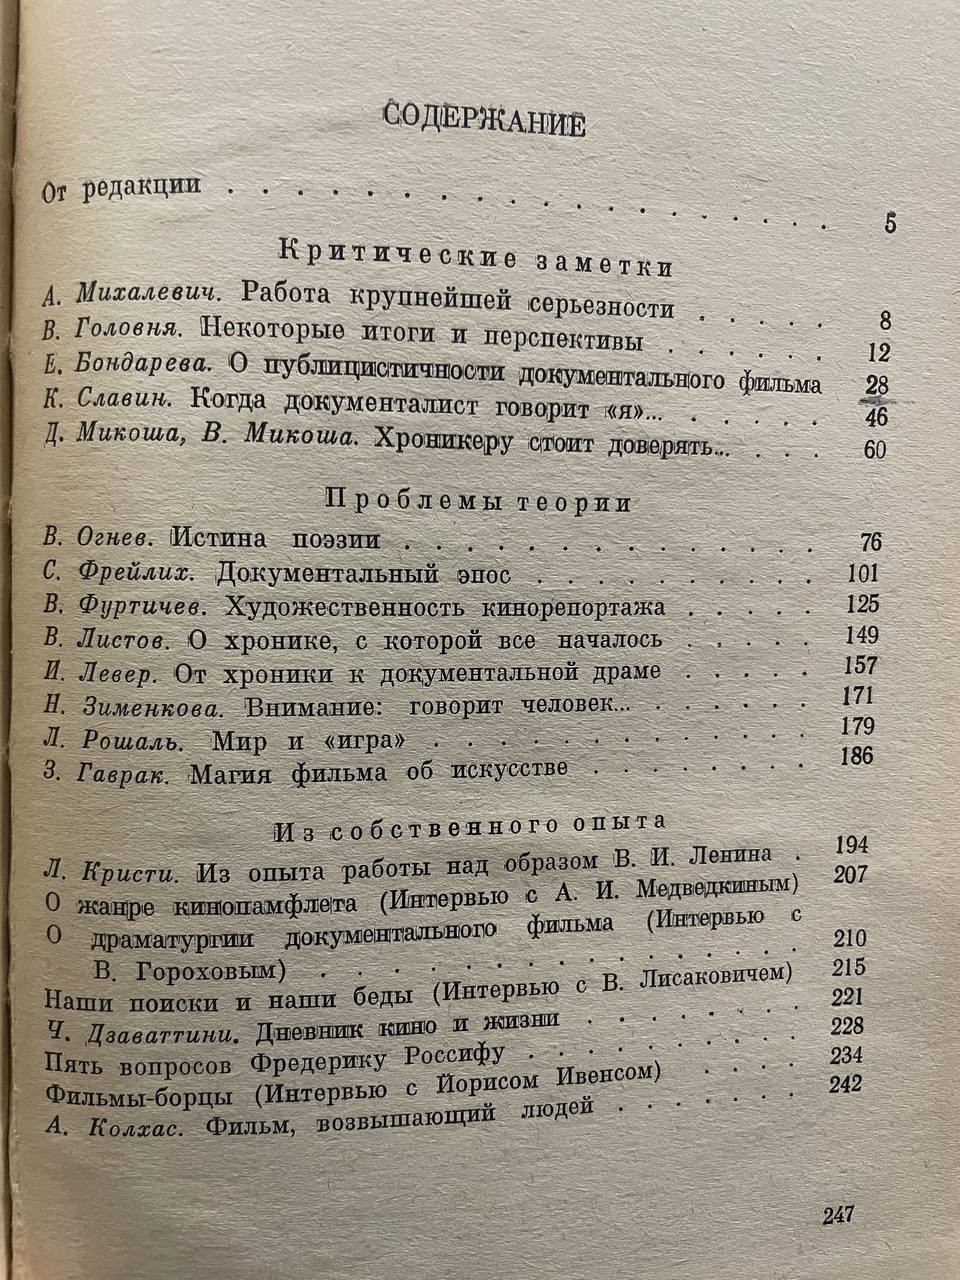 СОДЕРЖАНИЕ
От редакции . . . . . . . . . . . . . . . . . . 5
Критические заметки
А. Михалевич. Работа крупнейшей серьезности . . . . . 8
В. Головня. Некоторые итоги и перспективы . . . . . . 12
Е. Бондарева. О публицистичности документального фильма 28
К. Славин. Когда документалист говорит «я»... . . . . . 46
Д. Микоша, В. Микоша. Хроникеру стоит доверять... . . . 60
Проблемы теории
В. Огнев. Истина поэзии . . . . . . . . . . . . . . 76
С. Фрейлих. Документальный эпос . . . . . . . . . . 101
В. Фуртичев. Художественность кинорепортажа . . . . . 125
В. Листов. О хронике, с которой все началось . . . . . 149
И. Левер. От хроники к документальной драме . . . . . 157
Н. Зименкова. Внимание: говорит человек... . . . . . . 171
Л. Рошаль. Мир и «игра» . . . . . . . . . . . . . 179
З. Гаврак. Магия фильма об искусстве . . . . . . . . 186
Из собственного опыта
Л. Кристи. Из опыта работы над образом В. И. Ленина . 194
О жанре кинопамфлета (Интервью с А. И. Медведкиным) 207
О драматургии документального фильма (Интервью с
В. Гороховым) . . . . . . . . . . . . . . 210
Наши поиски и наши беды (Интервью с В. Лисаковичем) 215
Ч. Дзаваттини. Дневник кино и жизни . . . . . . . 221
Пять вопросов Фредерику Россифу . . . . . . . . . 228
Фильмы-борцы (Интервью с Йорисом Ивенсом) . . . . 234
А. Колхас. Фильм, возвышающий людей . . . . . . . 242
247